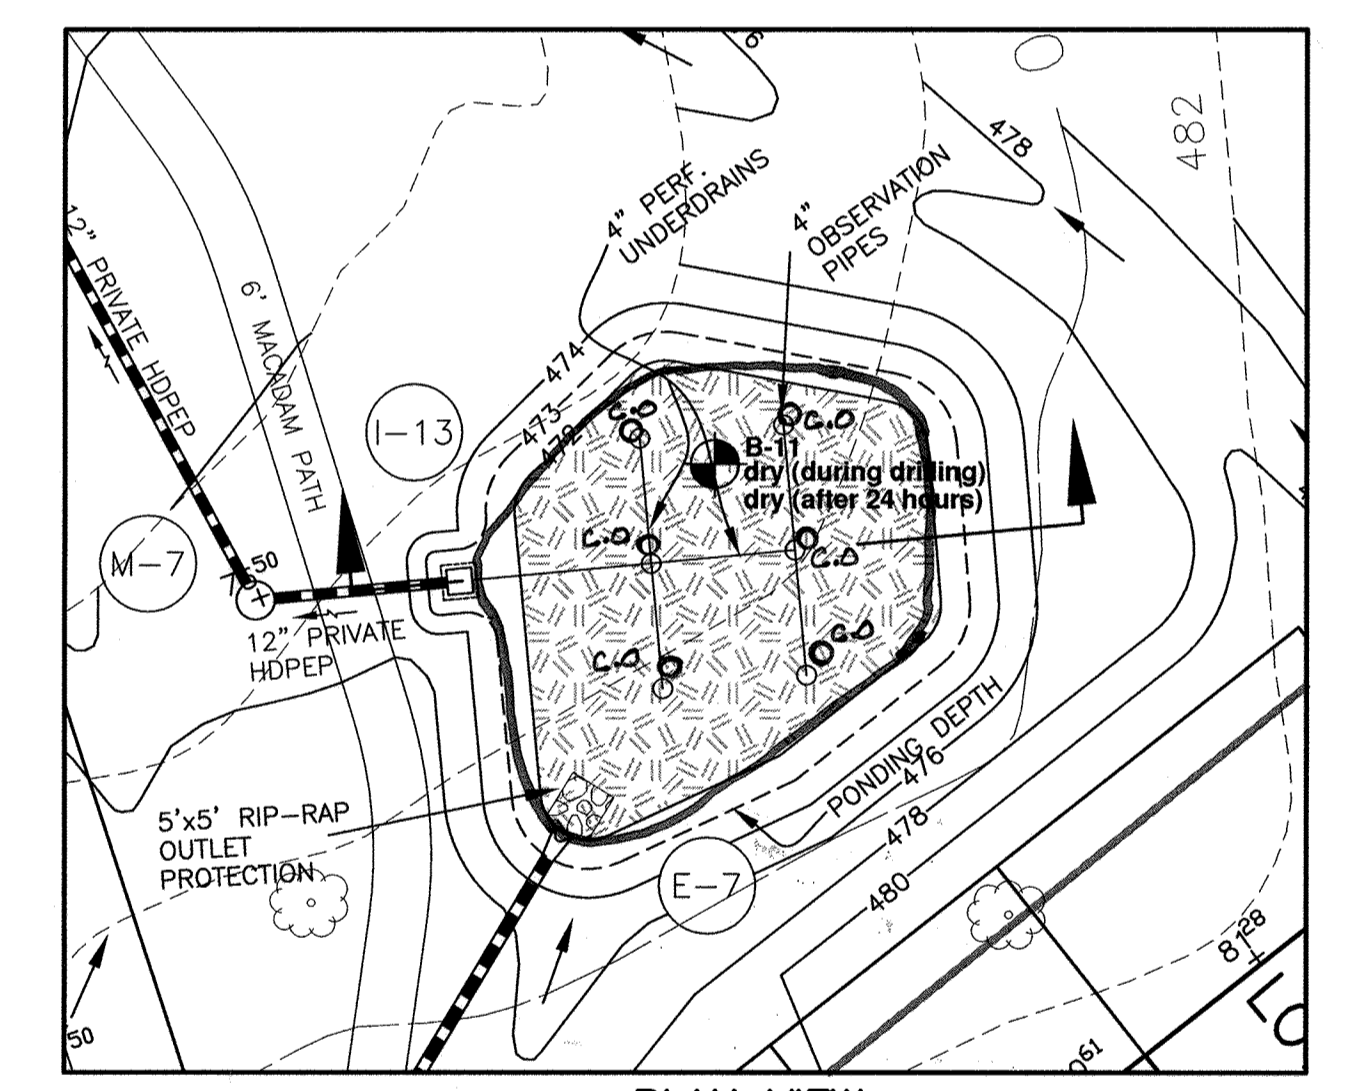 478
482
4" PERF.
UNDERDRAINS
4"
OBSERVATION
PIPES
12" PRIVATE HDPEP
6' MACADAM PATH
474
473
472
I-13
C.O
C.O
B-11
dry (during drilling)
dry (after 24 hours)
C.O
C.O
M-7
50
12" PRIVATE
HDPEP
C.O
C.O
PONDING DEPTH
476
478
480
5'x5' RIP-RAP
OUTLET
PROTECTION
E-7
8128
50
61
LO